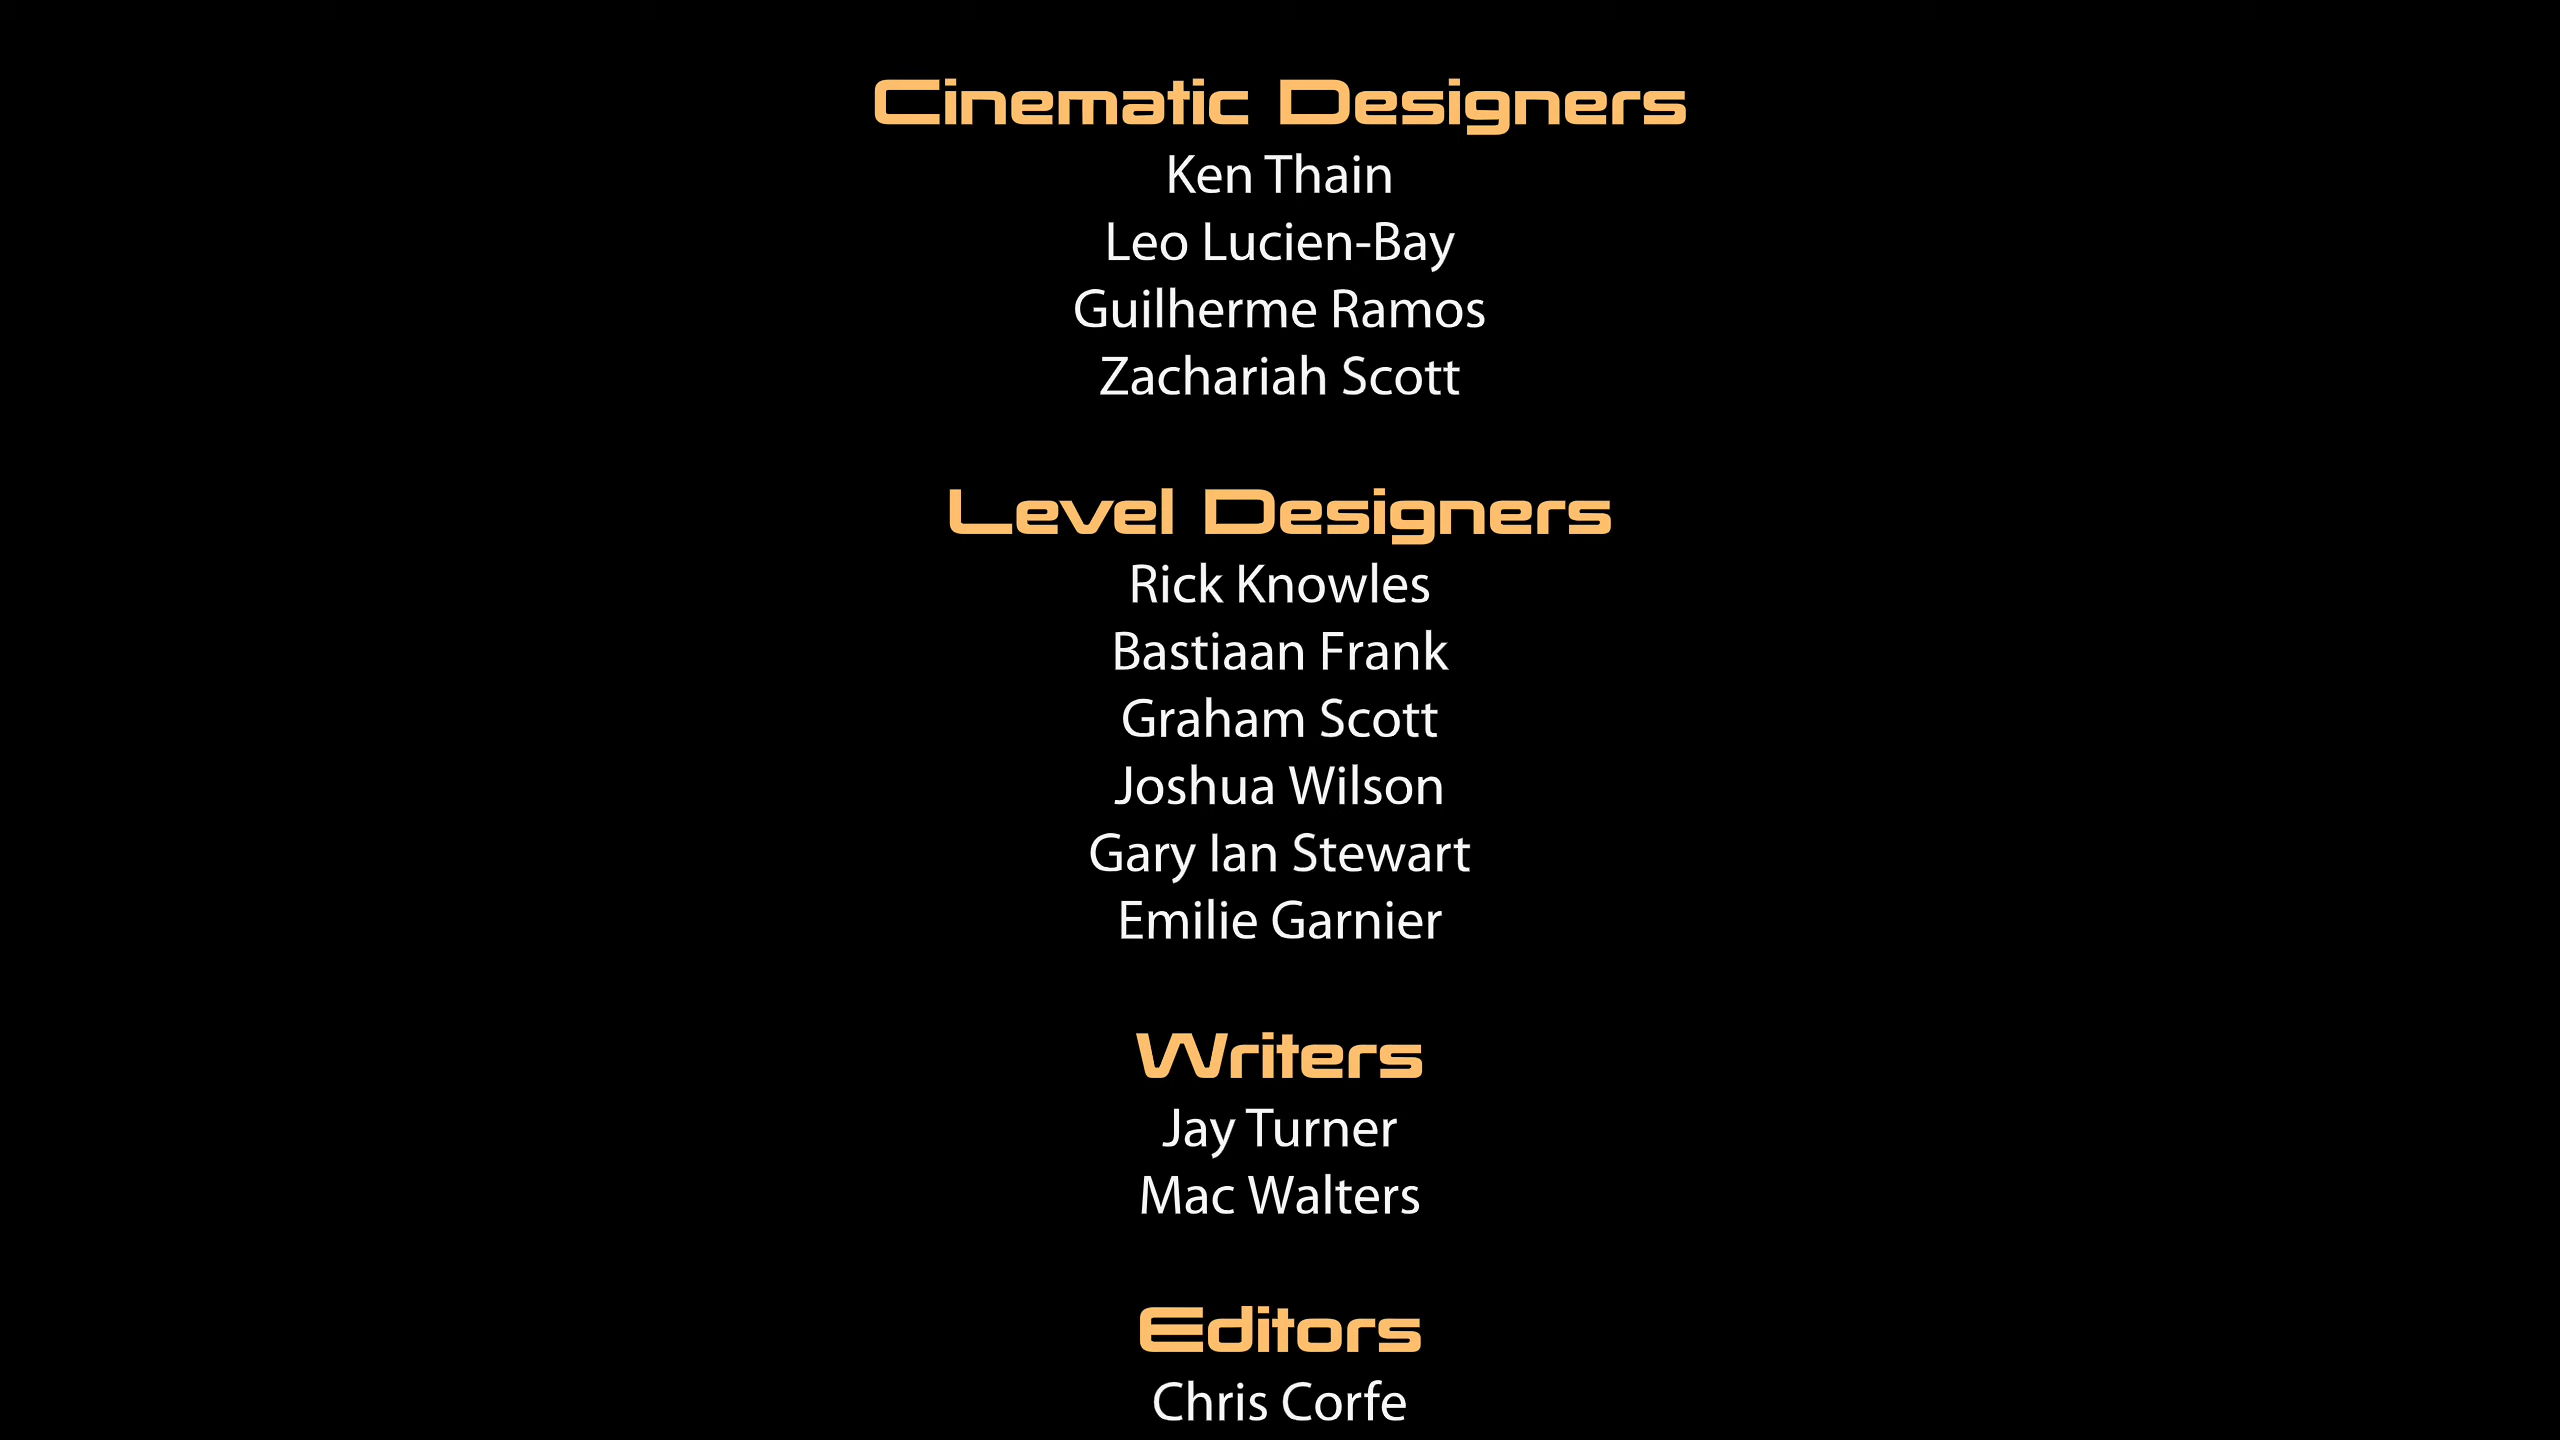 Cinematic Designers
Ken Thain
Leo Lucien-Bay
Guilherme Ramos
Zachariah Scott
Level Designers
Rick Knowles
Bastiaan Frank
Graham Scott
Joshua Wilson
Gary Ian Stewart
Emilie Garnier
Writers
Jay Turner
Mac Walters
Editors
Chris Corfe